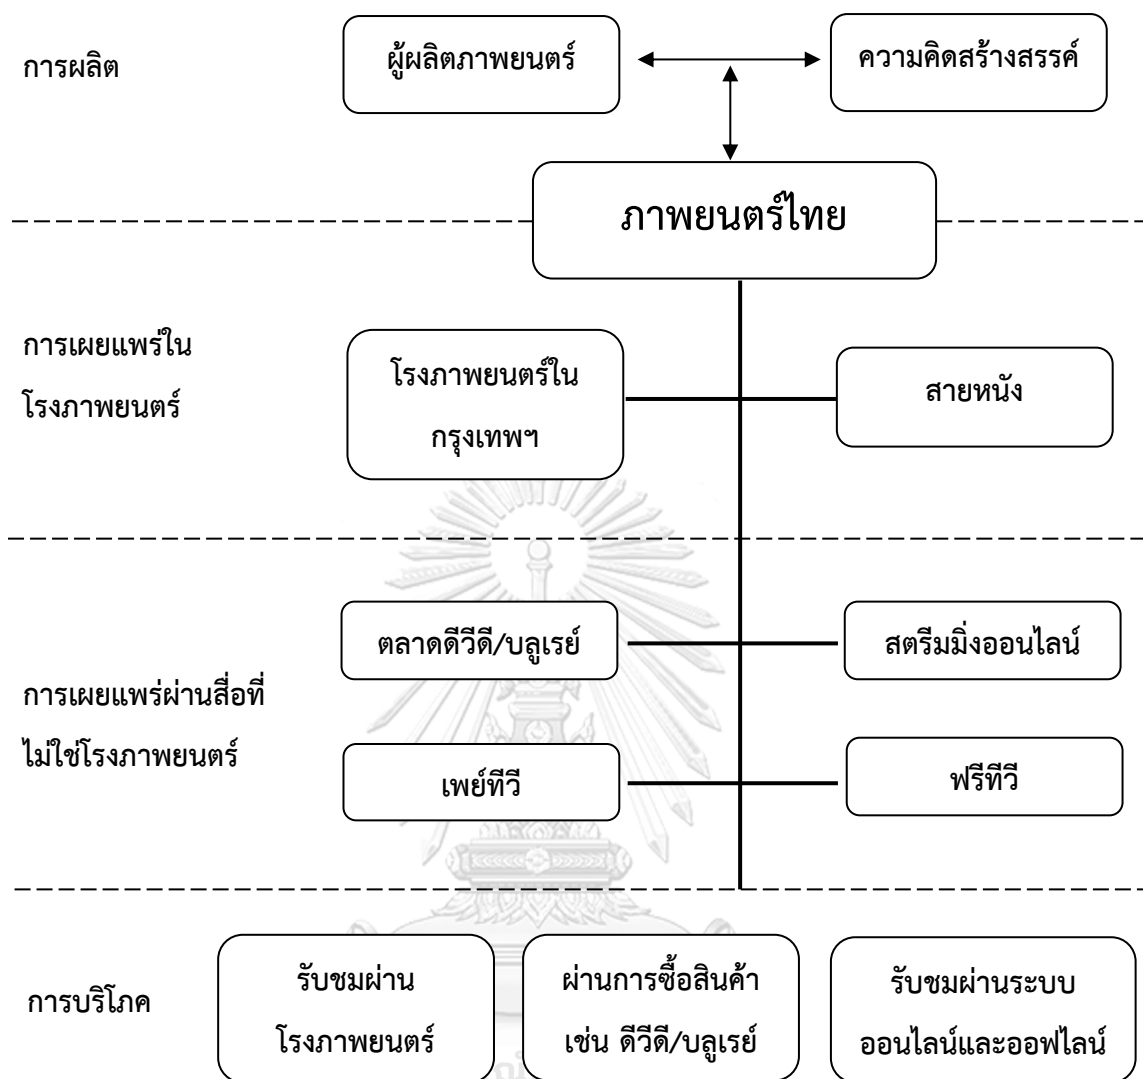 การผลิต
ผู้ผลิตภาพยนตร์
ความคิดสร้างสรรค์
ภาพยนตร์ไทย
การเผยแพร่ใน
โรงภาพยนตร์
โรงภาพยนตร์ใน
กรุงเทพฯ
สายหนัง
การเผยแพร่ผ่านสื่อที่
ไม่ใช่โรงภาพยนตร์
ตลาดดีวีดี/บลูเรย์
สตรีมมิ่งออนไลน์
เพย์ทีวี
ฟรีทีวี
การบริโภค
รับชมผ่าน
โรงภาพยนตร์
ผ่านการซื้อสินค้า
เช่น ดีวีดี/บลูเรย์
รับชมผ่านระบบ
ออนไลน์และออฟไลน์